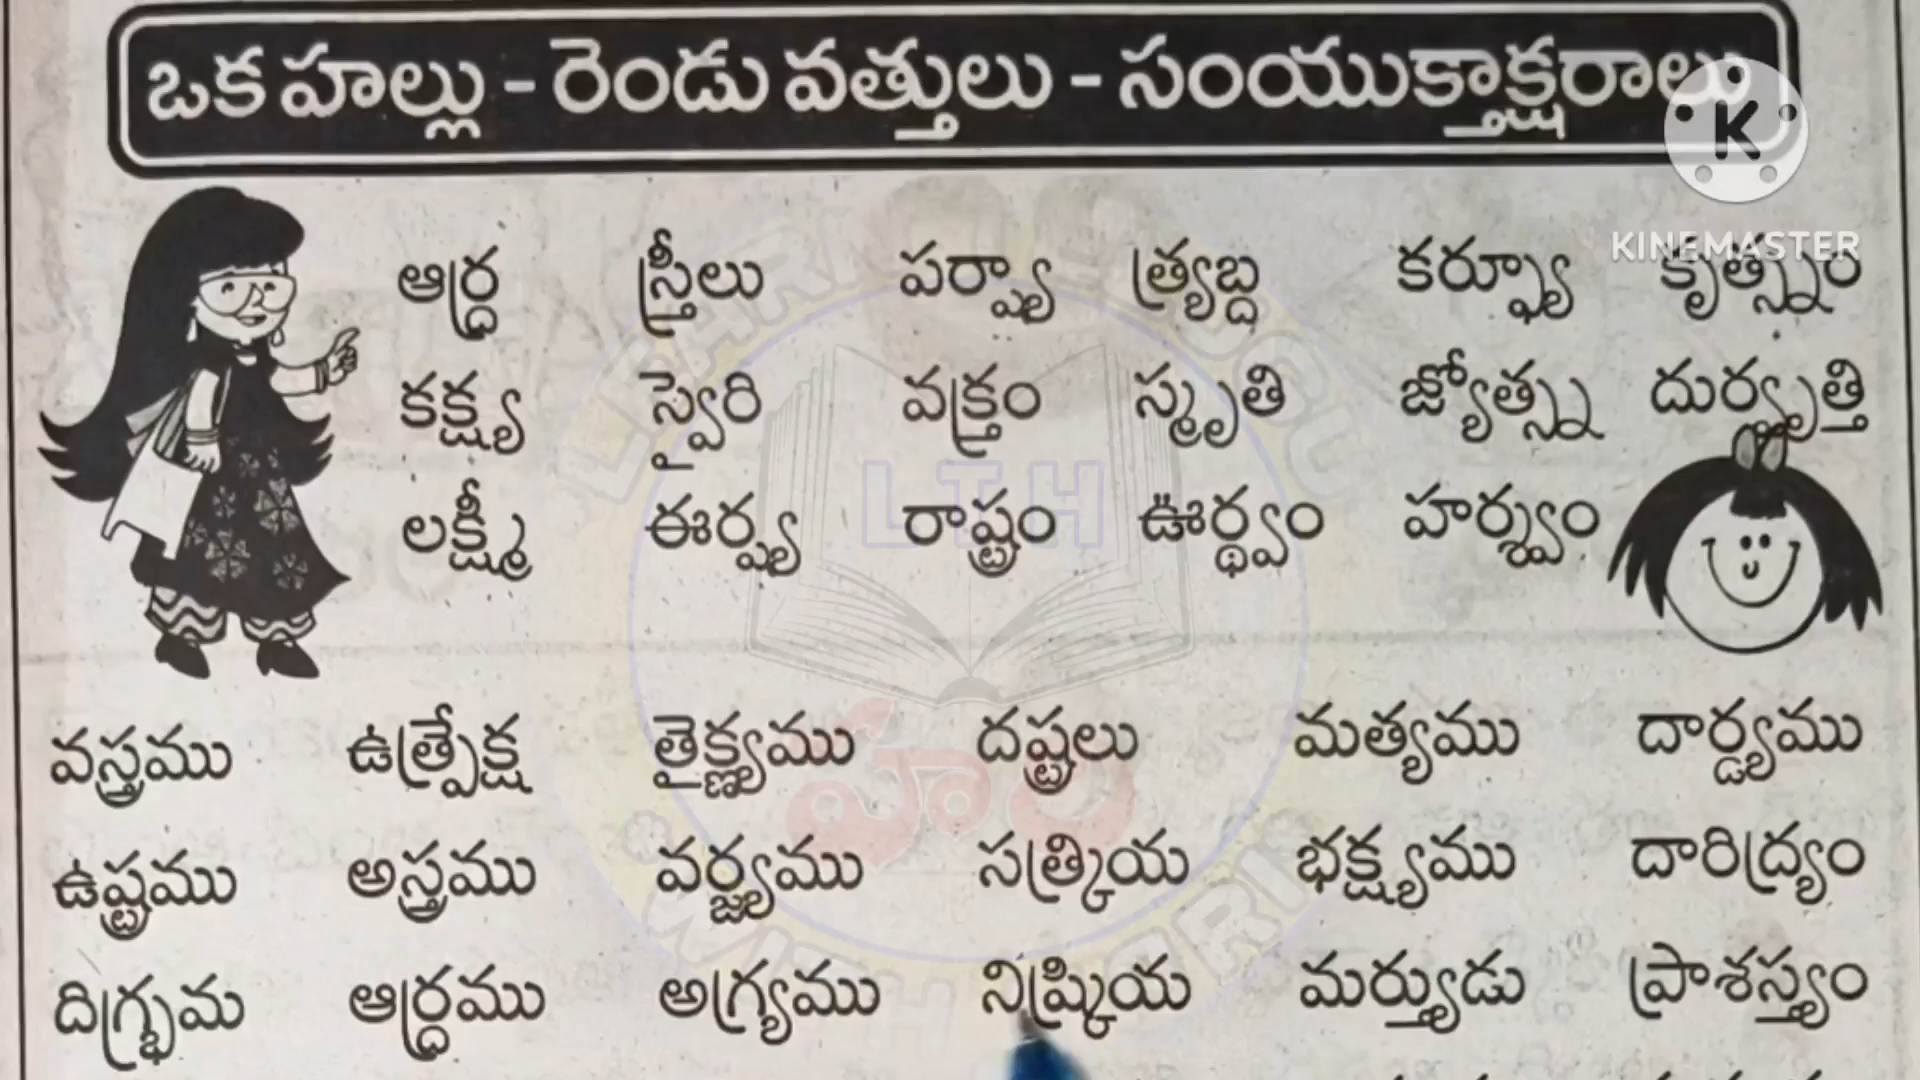 ఒక హల్లు - రెండు వత్తులు - సంయుక్తాక్షరాలు
KINEMASTER
ఆర్ద్ర స్త్రీలు పర్ష్యా త్ర్యబ్ద కర్ఫ్యూ కృత్స్నం
కక్ష్య స్వైరి వక్త్రం స్మృతి జ్యోత్స్న దుర్వృత్తి
లక్ష్మీ ఈర్ష్య రాష్ట్రం ఊర్థ్వం హర్శ్వం
వస్త్రము ఉత్ప్రేక్ష తైక్ష్ణ్యము దష్ట్రలు మత్యము దార్ఢ్యము
ఉష్ట్రము అస్త్రము వర్జ్యము సత్క్రియ భక్ష్యము దారిద్ర్యం
దిగ్భ్రమ ఆర్ద్రము అగ్ర్యము నిష్క్రియ మర్త్యుడు ప్రాశస్త్యం